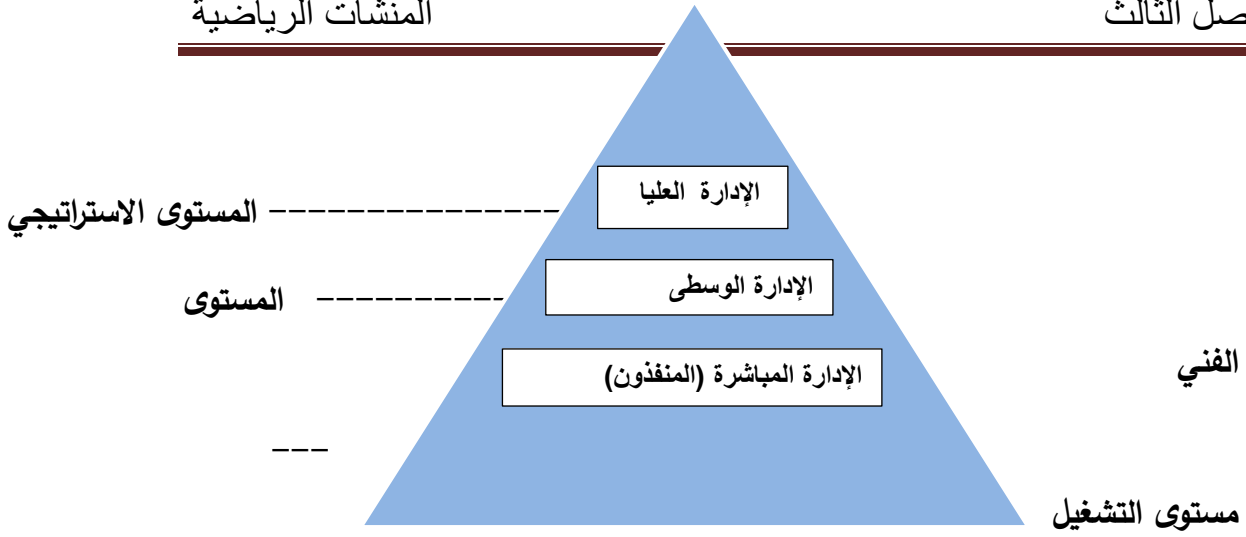 صل الثالث المنشآت الرياضية
الإدارة العليا
المستوى الاستراتيجي ---------------
الإدارة الوسطى
المستوى ----------
الفني
الإدارة المباشرة (المنفذون)
---
مستوى التشغيل